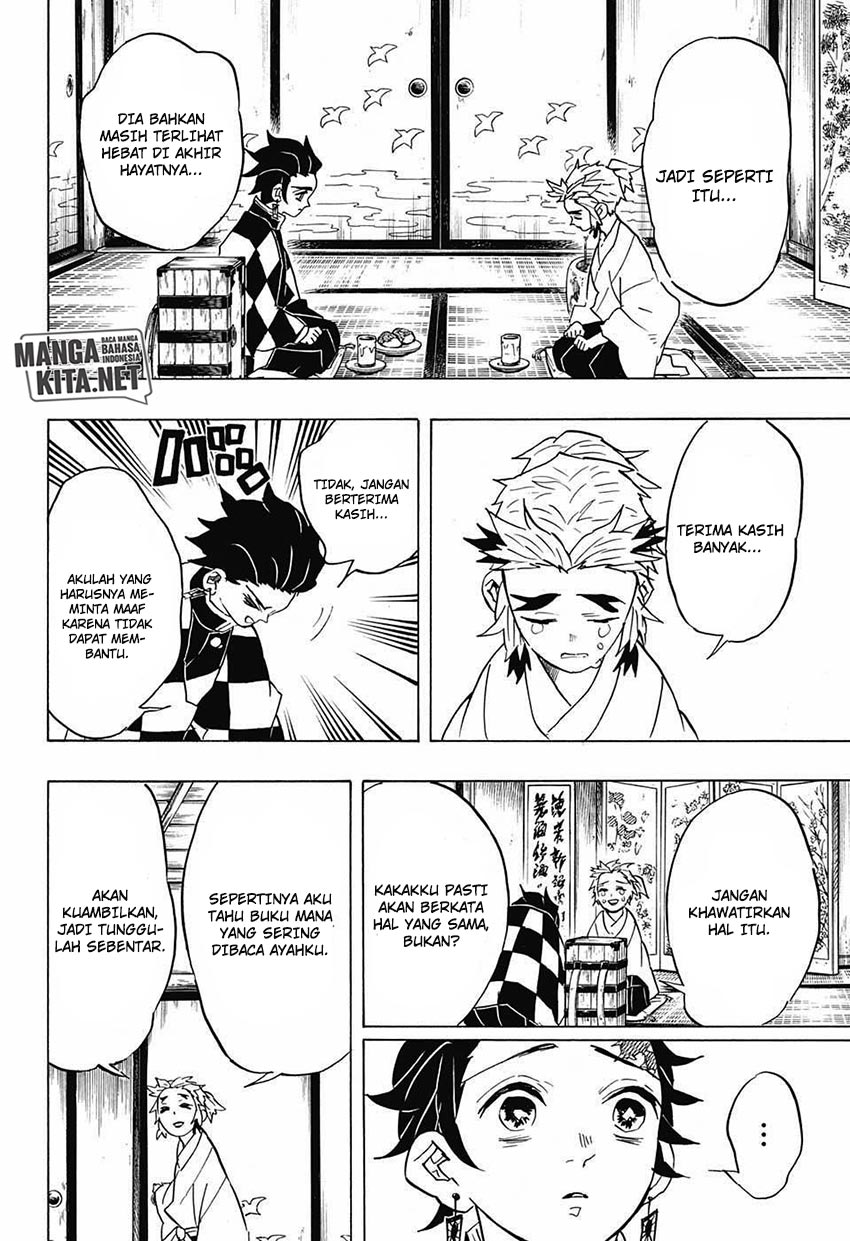 JADI SEPERTI
ITU...
DIA BAHKAN
MASIH TERLIHAT
HEBAT DI AKHIR
HAYATNYA...
MANGA
KITA.NET
BACA MANGA
BAHASA
INDONESIA
TERIMA KASIH
BANYAK...
TIDAK, JANGAN
BERTERIMA
KASIH...
AKULAH YANG
HARUSNYA ME-
MINTA MAAF
KARENA TIDAK
DAPAT MEM-
BANTU.
JANGAN
KHAWATIRKAN
HAL ITU.
KAKAKKU PASTI
AKAN BERKATA
HAL YANG SAMA,
BUKAN?
...
SEPERTINYA AKU
TAHU BUKU MANA
YANG SERING
DIBACA AYAHKU.
AKAN
KUAMBILKAN,
JADI TUNGGU-
LAH SEBENTAR.